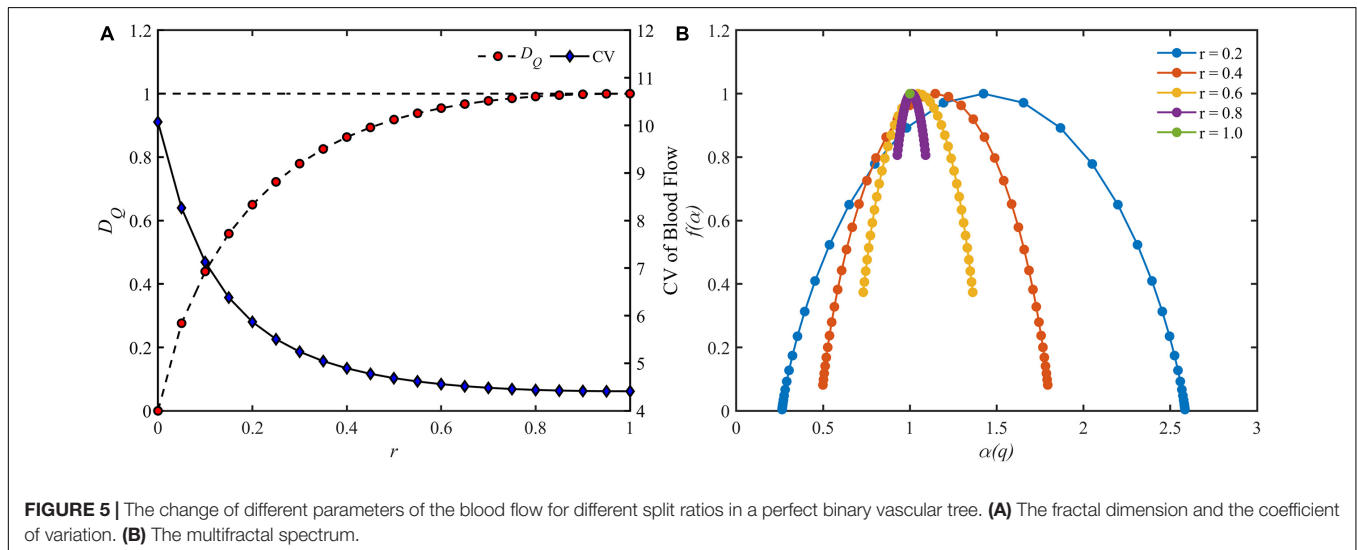 A
1.2
1
0.8
0.6
0.4
0.2
0
D_Q
12
11
10
9
8
7
6
5
4
CV of Blood Flow
D_Q
CV
0
0.2
0.4
0.6
0.8
1
r
B
1.2
1
0.8
0.6
0.4
0.2
0
f(α)
r = 0.2
r = 0.4
r = 0.6
r = 0.8
r = 1.0
0
0.5
1
1.5
2
2.5
3
α(q)
FIGURE 5 | The change of different parameters of the blood flow for different split ratios in a perfect binary vascular tree. (A) The fractal dimension and the coefficient
of variation. (B) The multifractal spectrum.